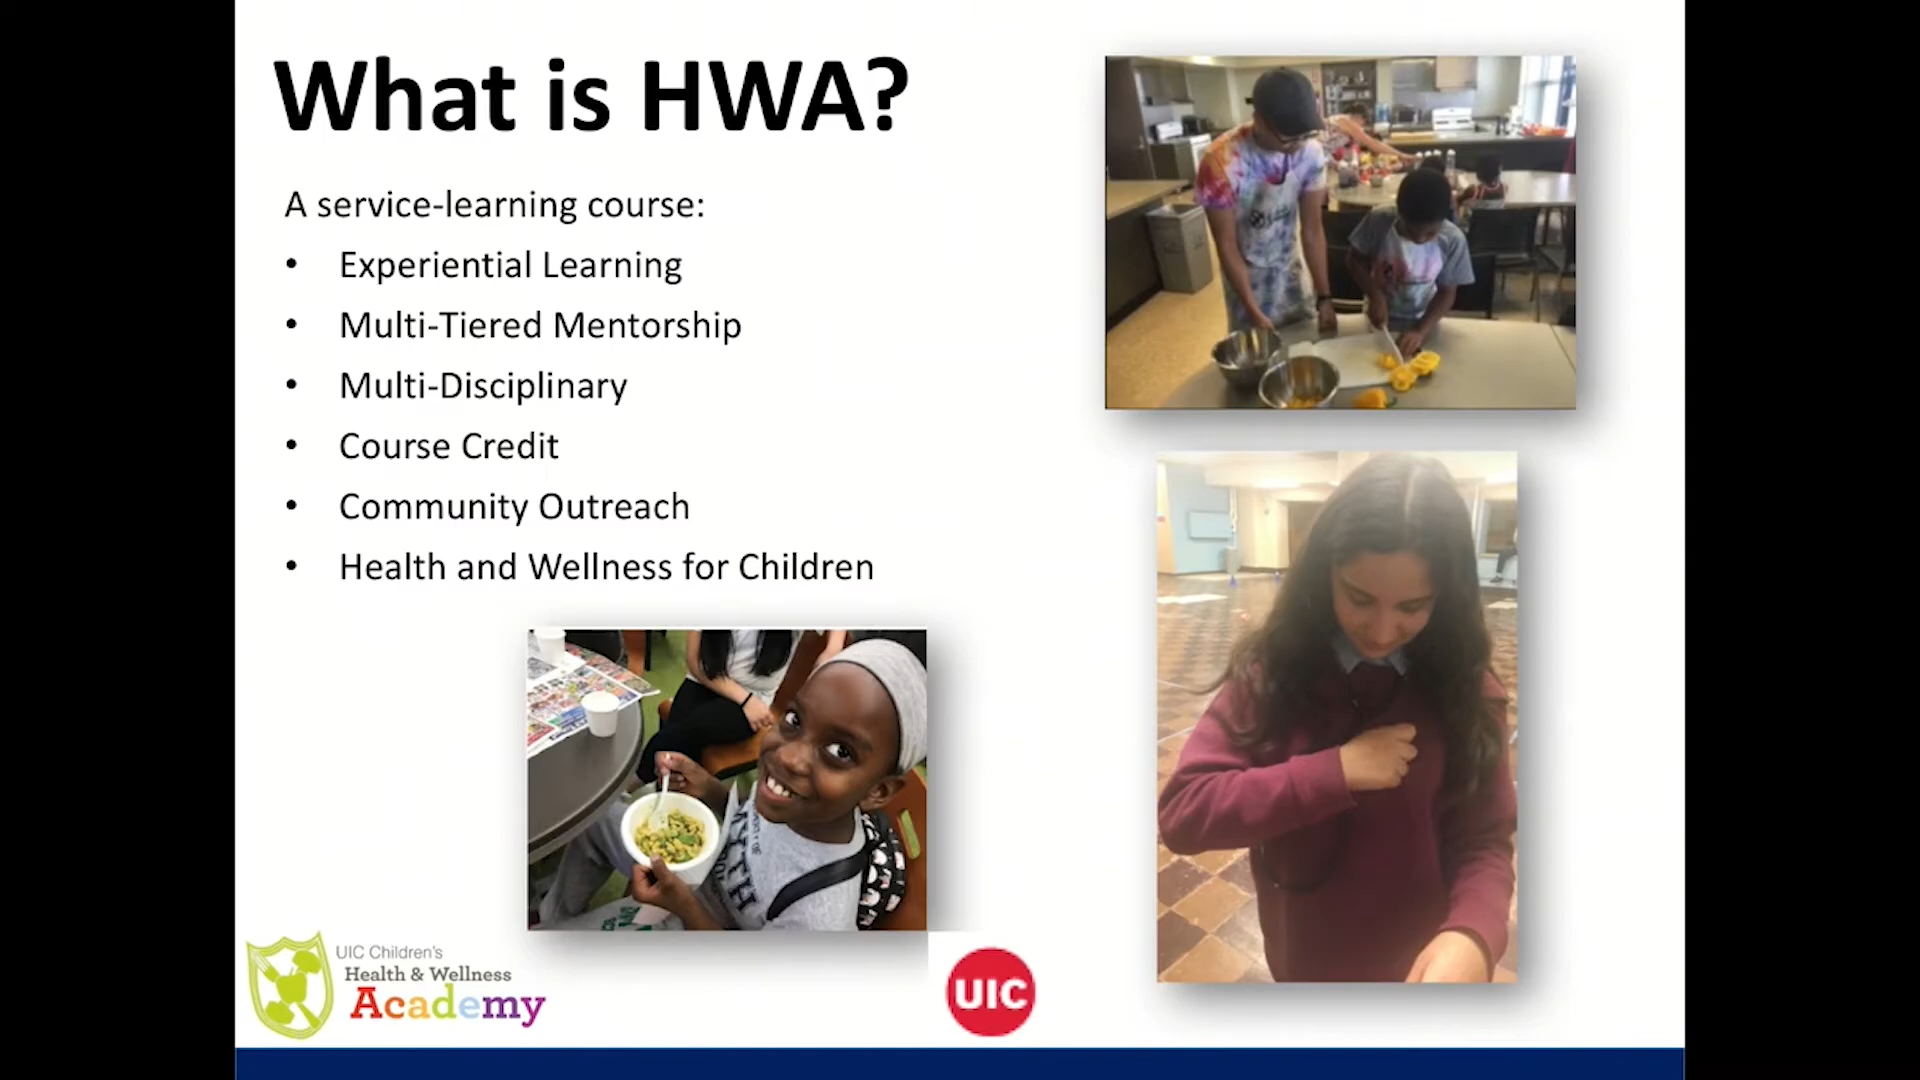 What is HWA?
A service-learning course:
• Experiential Learning
• Multi-Tiered Mentorship
• Multi-Disciplinary
• Course Credit
• Community Outreach
• Health and Wellness for Children
UIC Children's
Health & Wellness
Academy
UIC